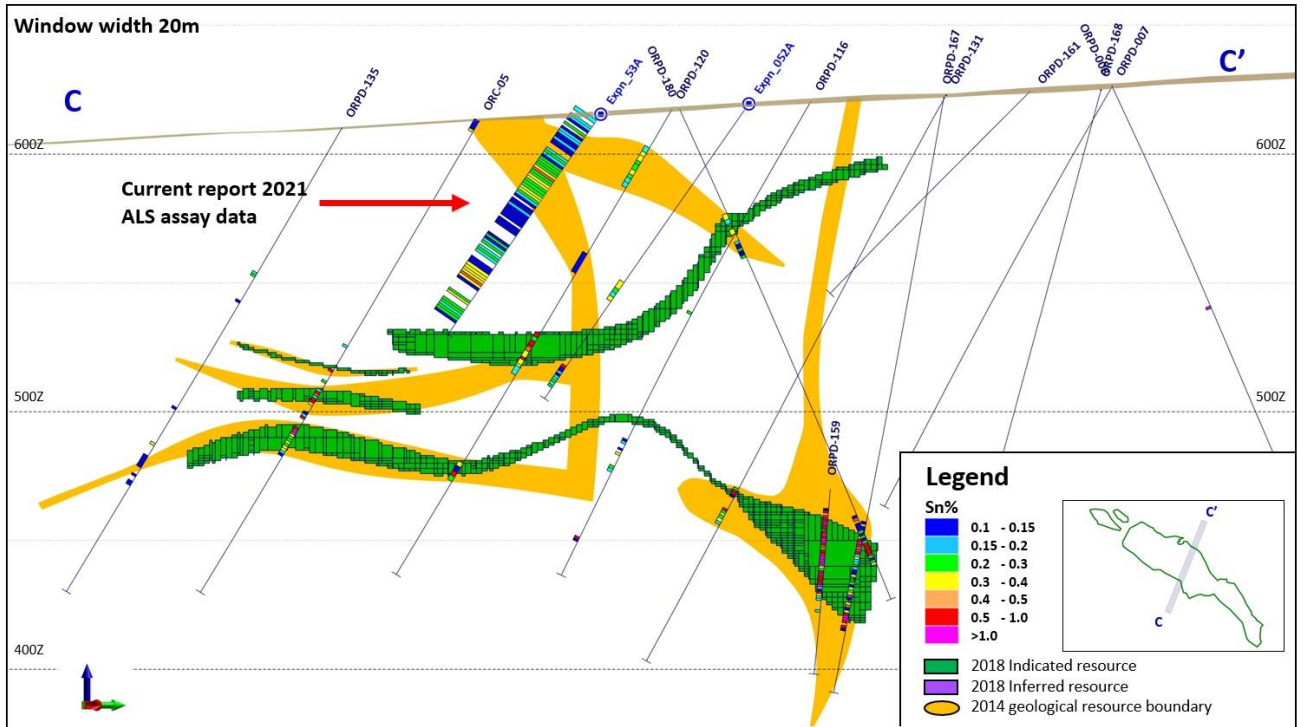 Window width 20m
C
ORPD-135
ORC-05
Expn_53A
ORPD-180
ORPD-120
Expn_052A
ORPD-116
ORPD-167
ORPD-131
ORPD-161
ORPD-168
ORPD-007
C'
600Z
600Z
Current report 2021
ALS assay data
500Z
500Z
ORPD-159
400Z
Legend
Sn%
0.1 - 0.15
0.15 - 0.2
0.2 - 0.3
0.3 - 0.4
0.4 - 0.5
0.5 - 1.0
>1.0
C'
C
2018 Indicated resource
2018 Inferred resource
2014 geological resource boundary